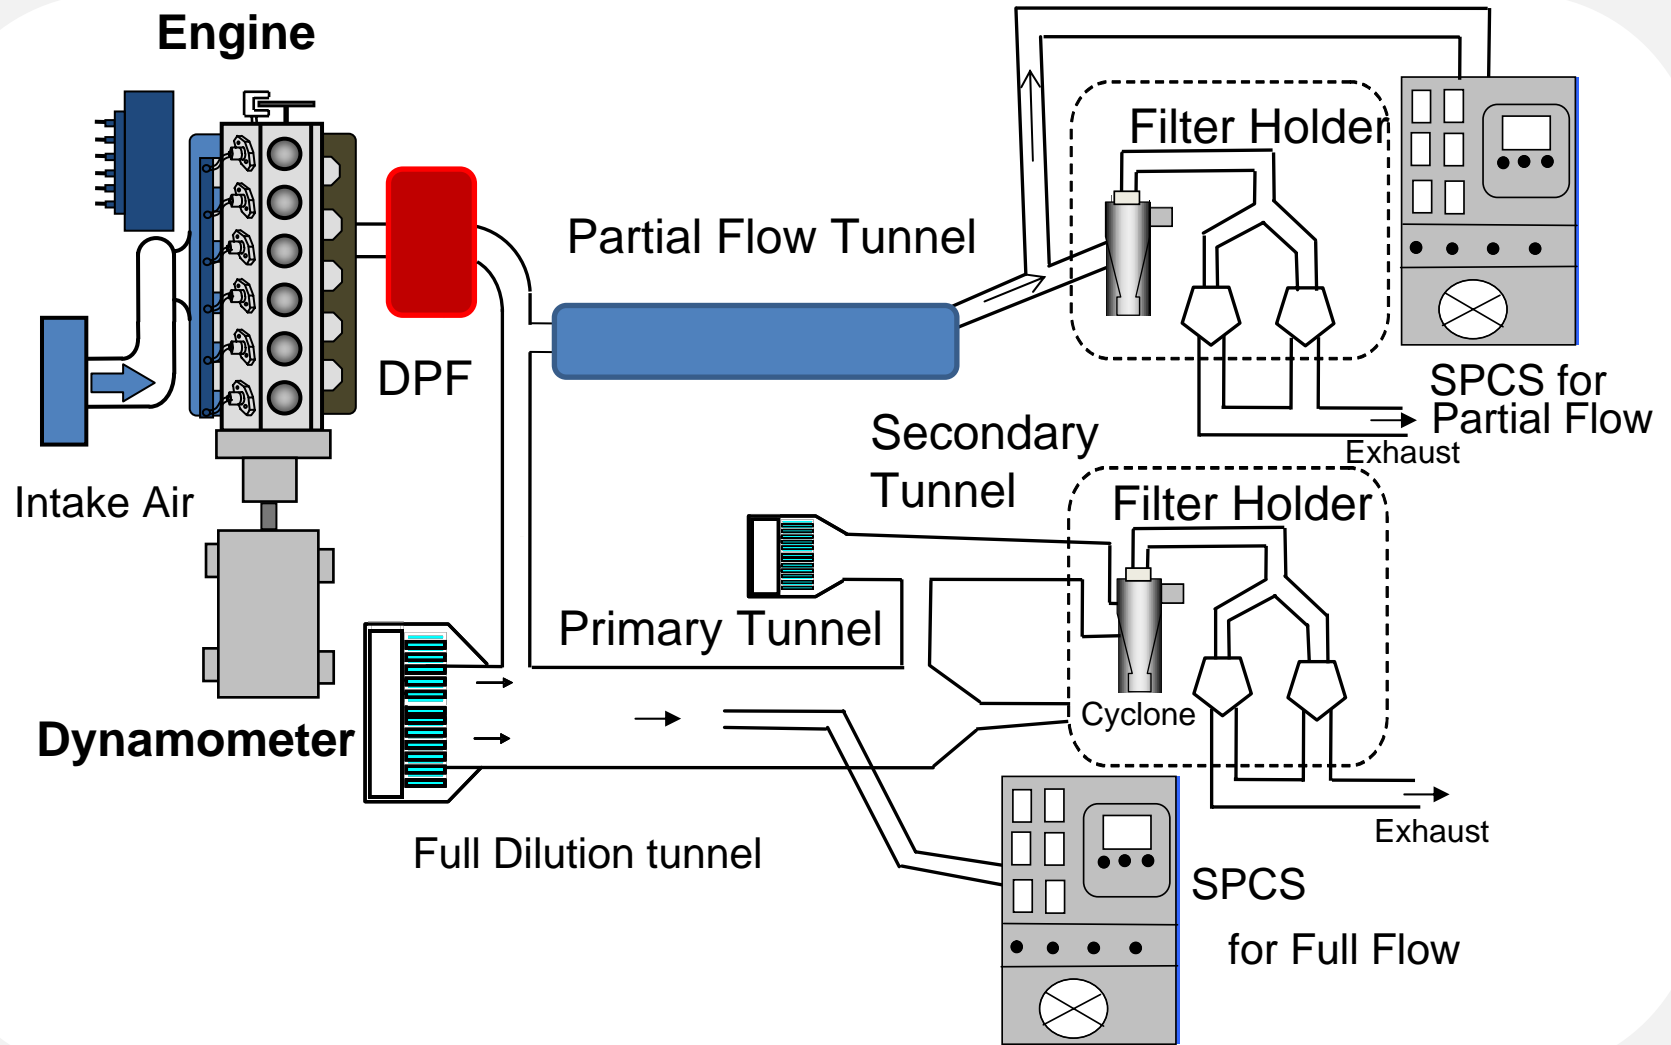 Engine
Filter Holder
Partial Flow Tunnel
DPF
SPCS for
Partial Flow
Exhaust
Secondary
Tunnel
Intake Air
Filter Holder
Primary Tunnel
Cyclone
Dynamometer
Exhaust
Full Dilution tunnel
SPCS
for Full Flow